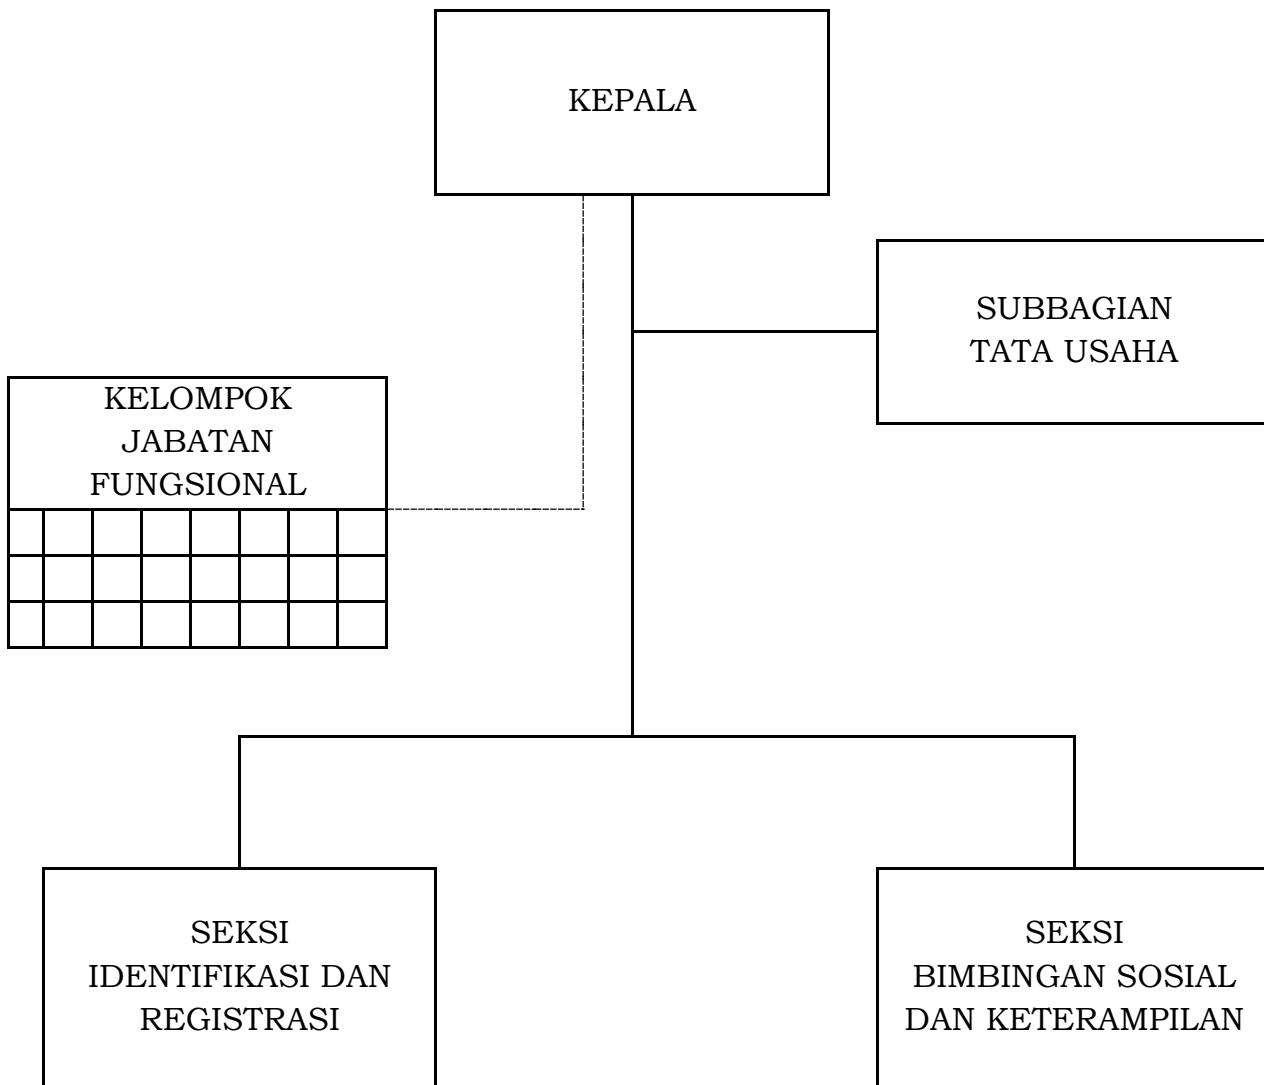 KEPALA
SUBBAGIAN
TATA USAHA
KELOMPOK
JABATAN
FUNGSIONAL
SEKSI
IDENTIFIKASI DAN
REGISTRASI
SEKSI
BIMBINGAN SOSIAL
DAN KETERAMPILAN